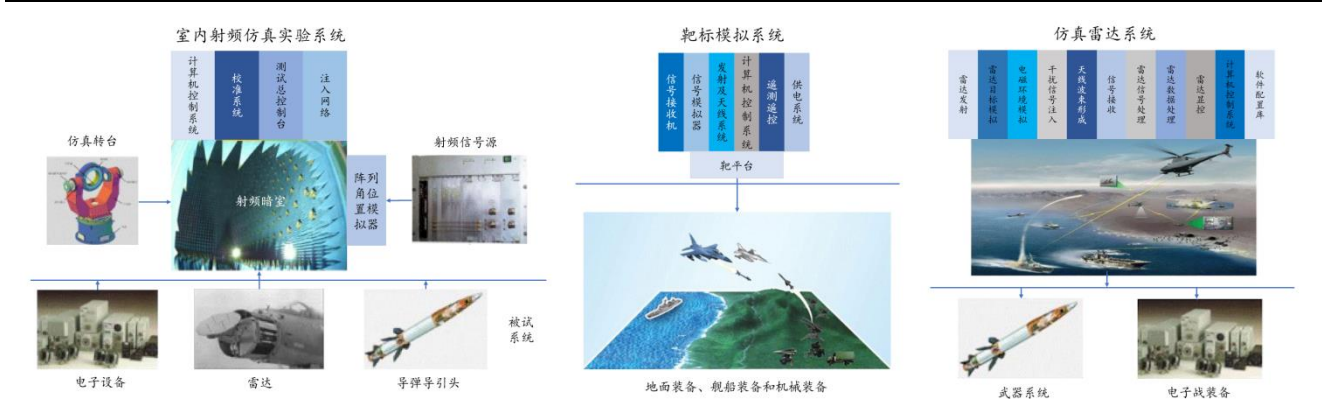 室内射频仿真实验系统
计算机控制系统
校准系统
测试总控制台
注入网络
仿真转台
射频信号源
射频暗室
阵列角位置模拟器
被试系统
电子设备
雷达
导弹导引头
靶标模拟系统
信号接收机
信号模拟器
发射及天线系统
计算机控制系统
遥测遥控
供电系统
靶平台
地面装备、舰船装备和机械装备
仿真雷达系统
雷达发射
雷达目标模拟
电磁环境模拟
干扰信号注入
天线波束形成
信号接收
雷达信号处理
雷达数据处理
雷达显控
计算机控制系统
软件配置库
武器系统
电子战装备